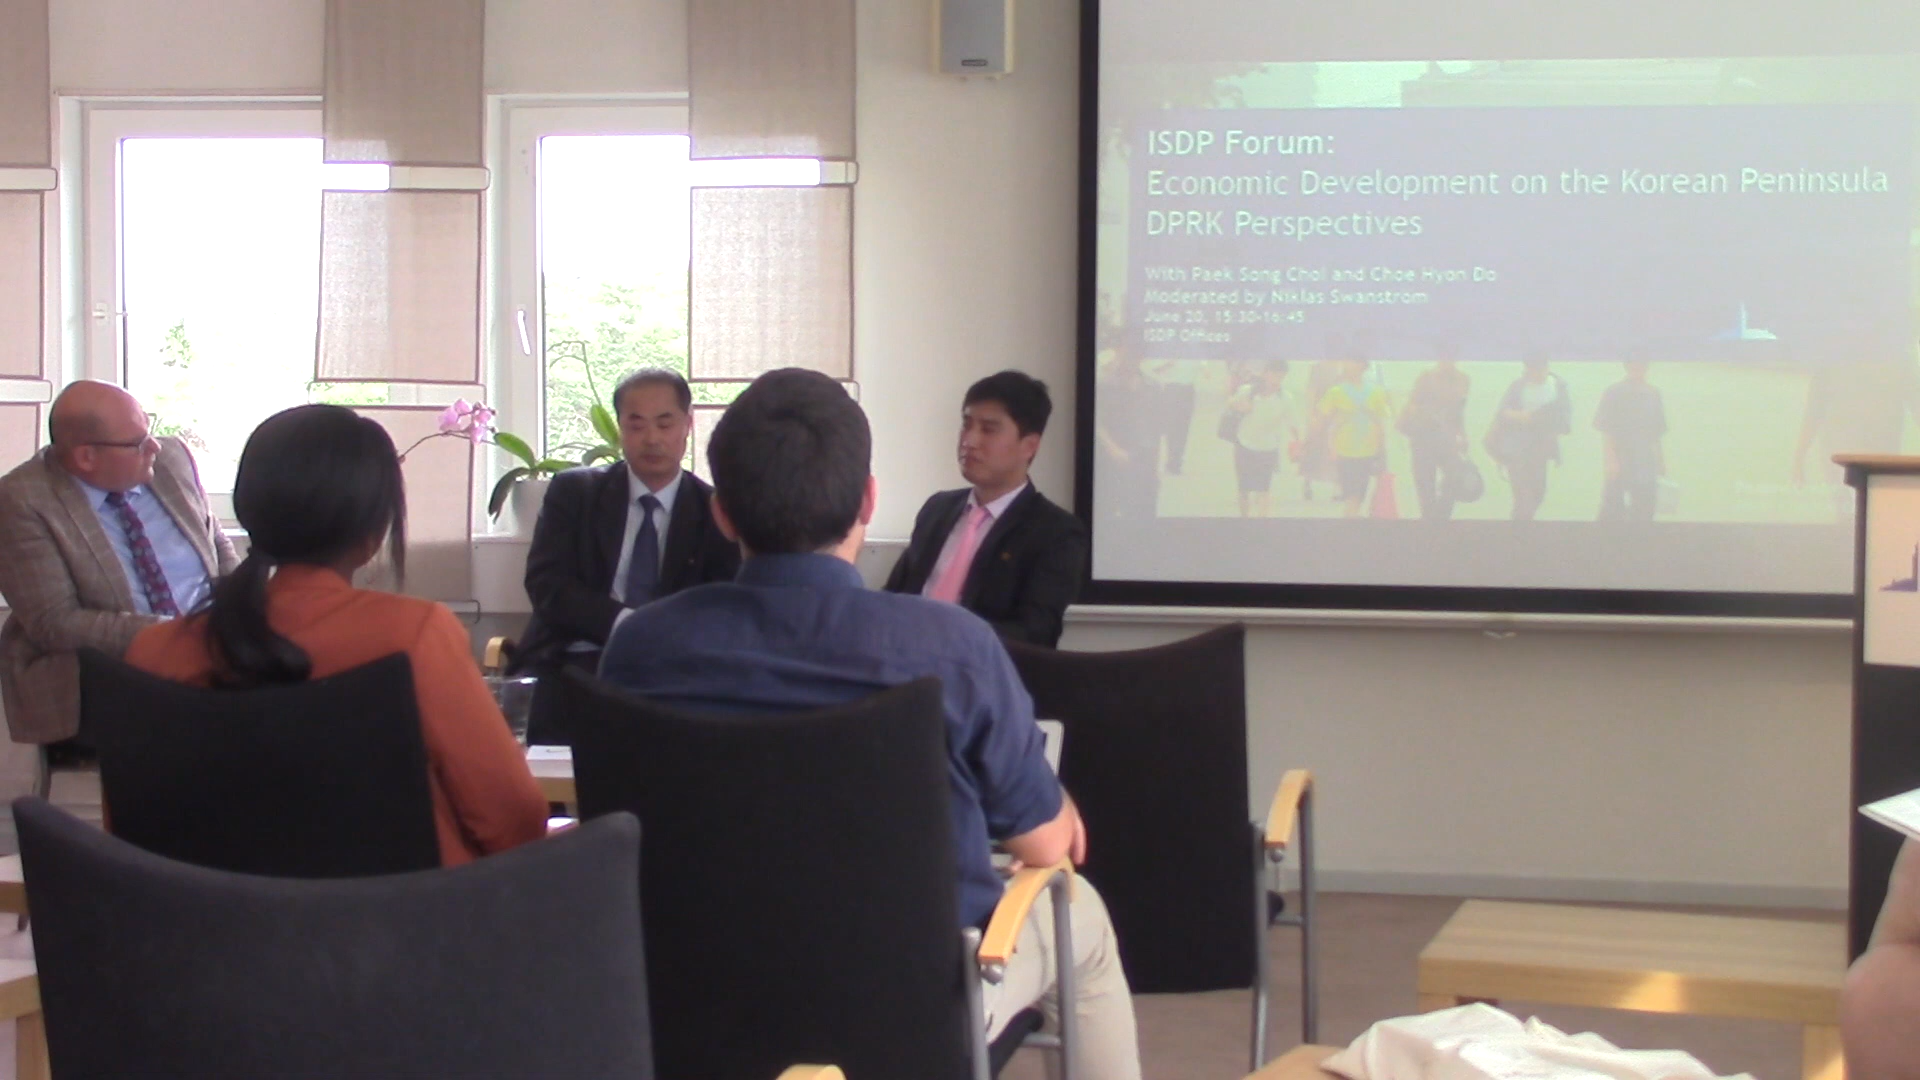 ISDP Forum:
Economic Development on the Korean Peninsula
DPRK Perspectives
With Paek Song Chol and Choe Hyon Do
Moderated by Niklas Swanstrom
June 20, 15:30-16:45
ISDP Offices